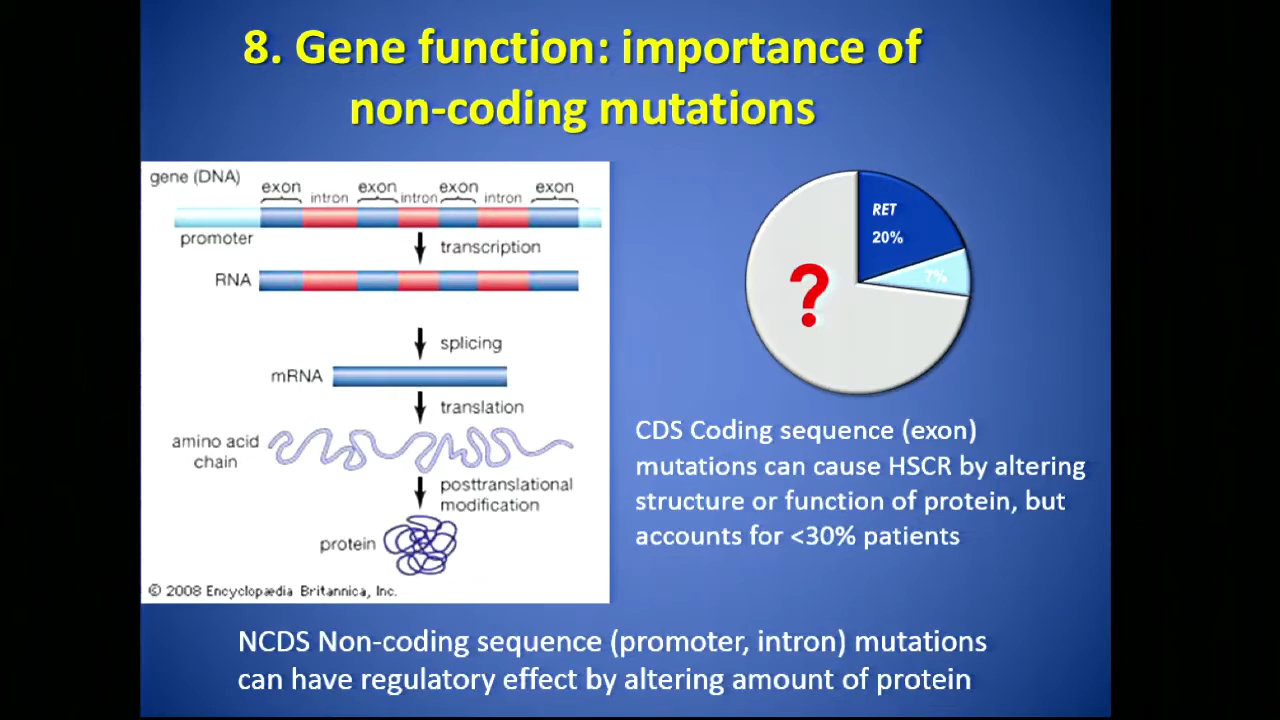 8. Gene function: importance of
non-coding mutations
gene (DNA)
exon exon exon exon
intron intron intron
promoter
transcription
RNA
splicing
mRNA
translation
amino acid
chain
posttranslational
modification
protein
© 2008 Encyclopædia Britannica, Inc.
RET
20%
7%
?
CDS Coding sequence (exon)
mutations can cause HSCR by altering
structure or function of protein, but
accounts for <30% patients
NCDS Non-coding sequence (promoter, intron) mutations
can have regulatory effect by altering amount of protein